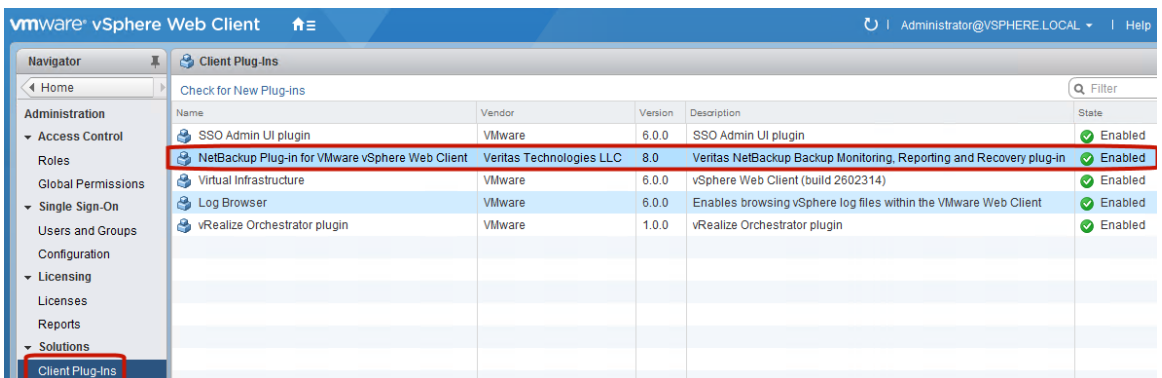 vmware® vSphere Web Client
Administrator@VSPHERE.LOCAL
Help
Navigator
Home
Administration
Access Control
Roles
Global Permissions
Single Sign-On
Users and Groups
Configuration
Licensing
Licenses
Reports
Solutions
Client Plug-Ins
Client Plug-Ins
Check for New Plug-ins
Filter
Name Vendor Version Description State
SSO Admin UI plugin VMware 6.0.0 SSO Admin UI plugin Enabled
NetBackup Plug-in for VMware vSphere Web Client Veritas Technologies LLC 8.0 Veritas NetBackup Backup Monitoring, Reporting and Recovery plug-in Enabled
Virtual Infrastructure VMware 6.0.0 vSphere Web Client (build 2602314) Enabled
Log Browser VMware 6.0.0 Enables browsing vSphere log files within the VMware Web Client Enabled
vRealize Orchestrator plugin VMware 1.0.0 vRealize Orchestrator plugin Enabled